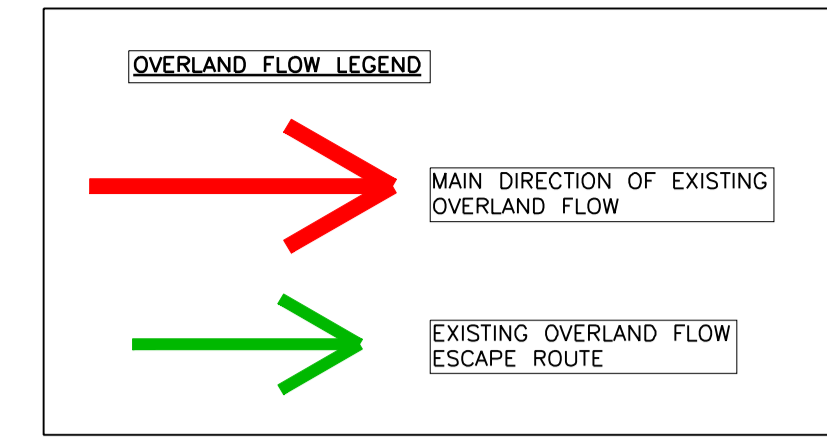 OVERLAND FLOW LEGEND
MAIN DIRECTION OF EXISTING
OVERLAND FLOW
EXISTING OVERLAND FLOW
ESCAPE ROUTE